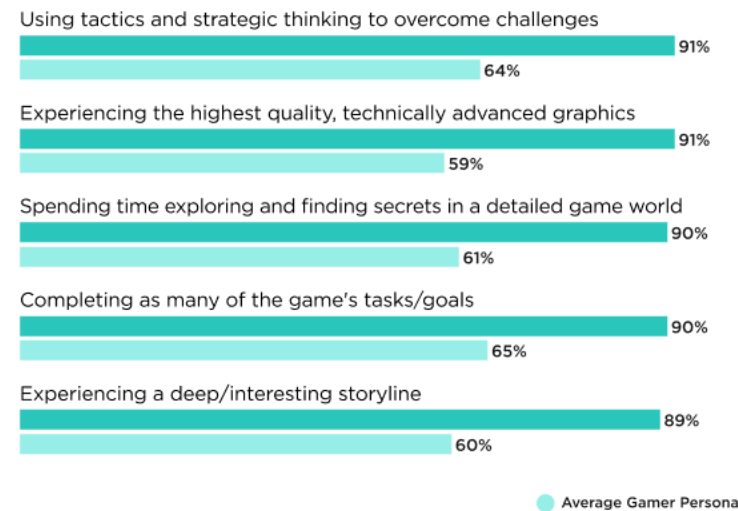 Using tactics and strategic thinking to overcome challenges
91%
64%
Experiencing the highest quality, technically advanced graphics
91%
59%
Spending time exploring and finding secrets in a detailed game world
90%
61%
Completing as many of the game's tasks/goals
90%
65%
Experiencing a deep/interesting storyline
89%
60%
Average Gamer Persona